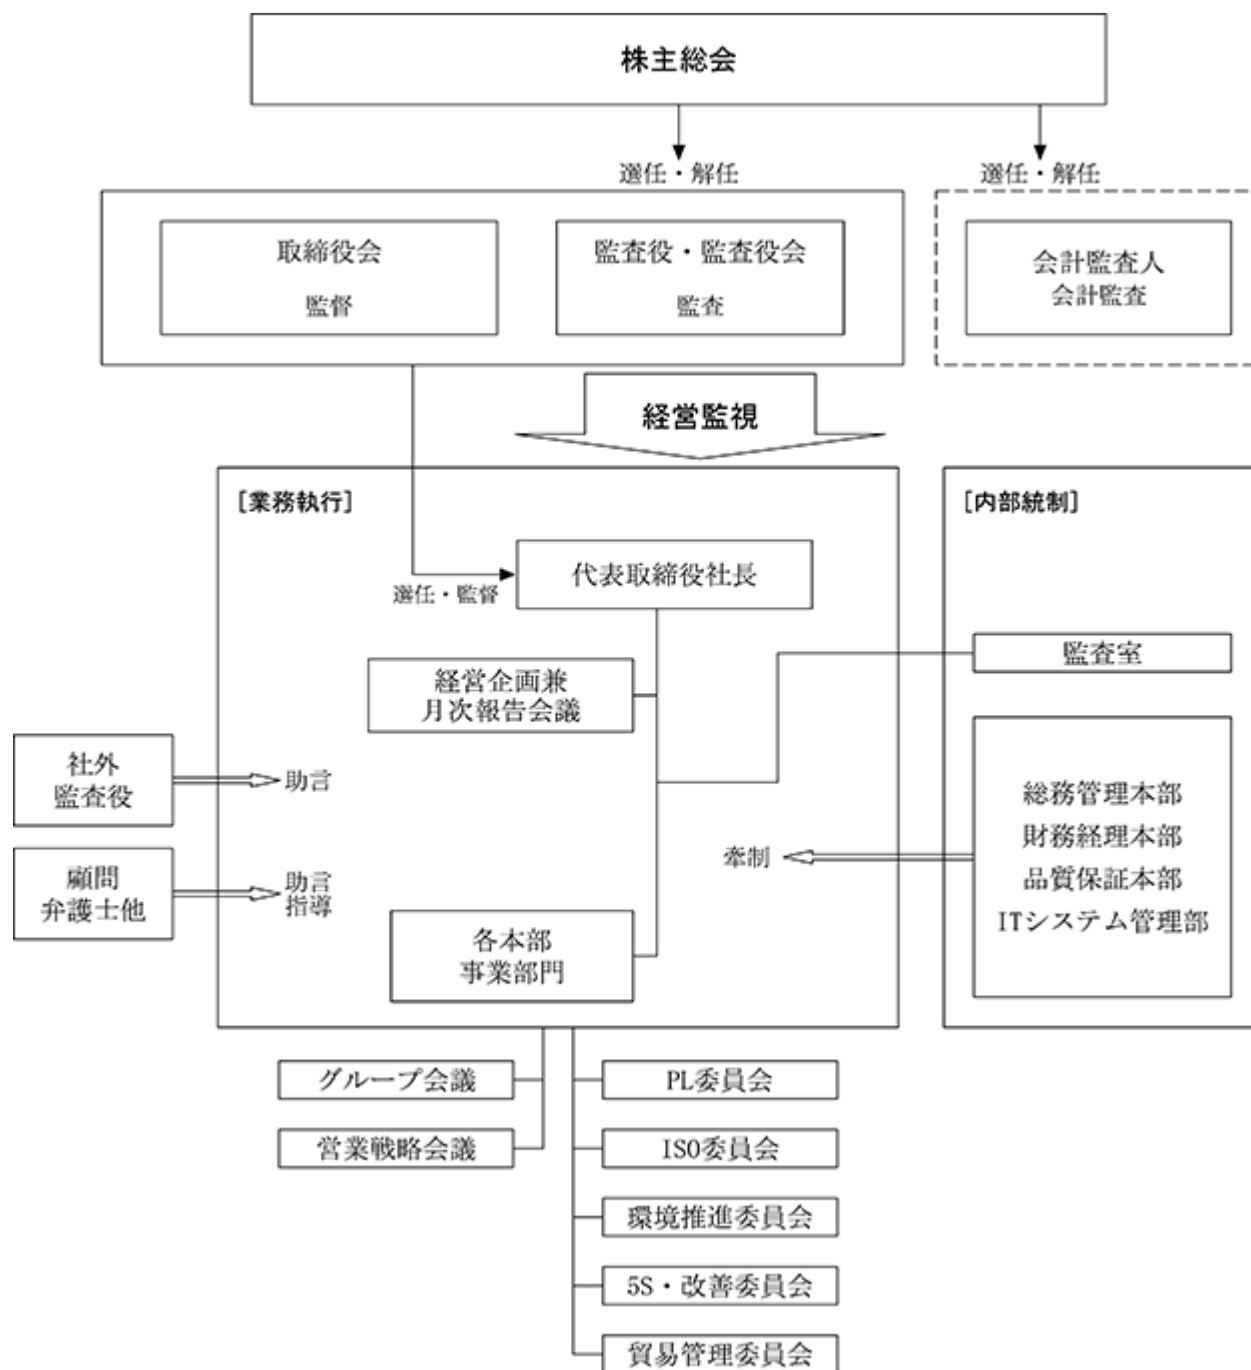 株主総会
選任・解任
選任・解任
取締役会
監督
監査役・監査役会
監査
会計監査人
会計監査
経営監視
[業務執行]
[内部統制]
代表取締役社長
選任・監督
監査室
経営企画兼
月次報告会議
社外
監査役
助言
総務管理本部
財務経理本部
品質保証本部
ITシステム管理部
牽制
顧問
弁護士他
助言
指導
各本部
事業部門
グループ会議
営業戦略会議
PL委員会
ISO委員会
環境推進委員会
5S・改善委員会
貿易管理委員会